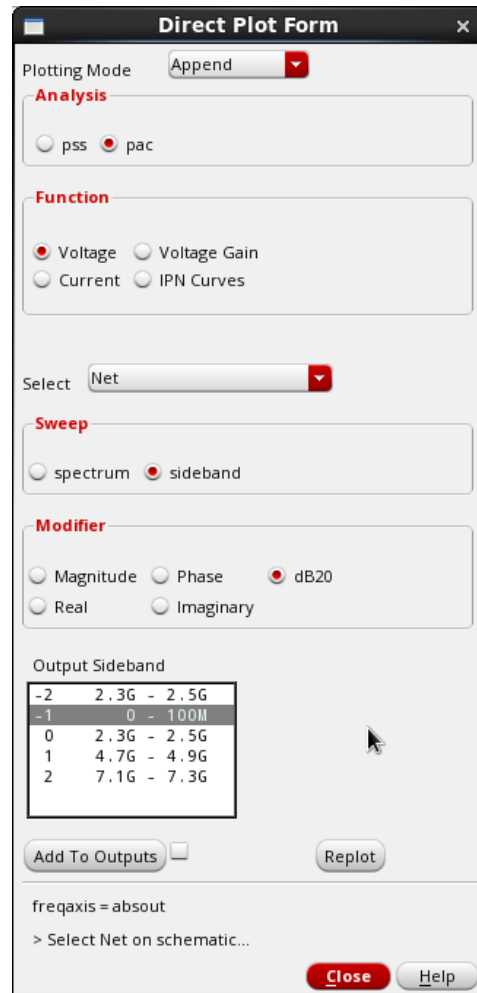 Direct Plot Form
Plotting Mode Append
Analysis
pss pac
Function
Voltage Voltage Gain
Current IPN Curves
Select Net
Sweep
spectrum sideband
Modifier
Magnitude Phase dB20
Real Imaginary
Output Sideband
-2 2.3G - 2.5G
-1 0 - 100M
0 2.3G - 2.5G
1 4.7G - 4.9G
2 7.1G - 7.3G
Add To Outputs Replot
freqaxis = absout
> Select Net on schematic...
Close Help